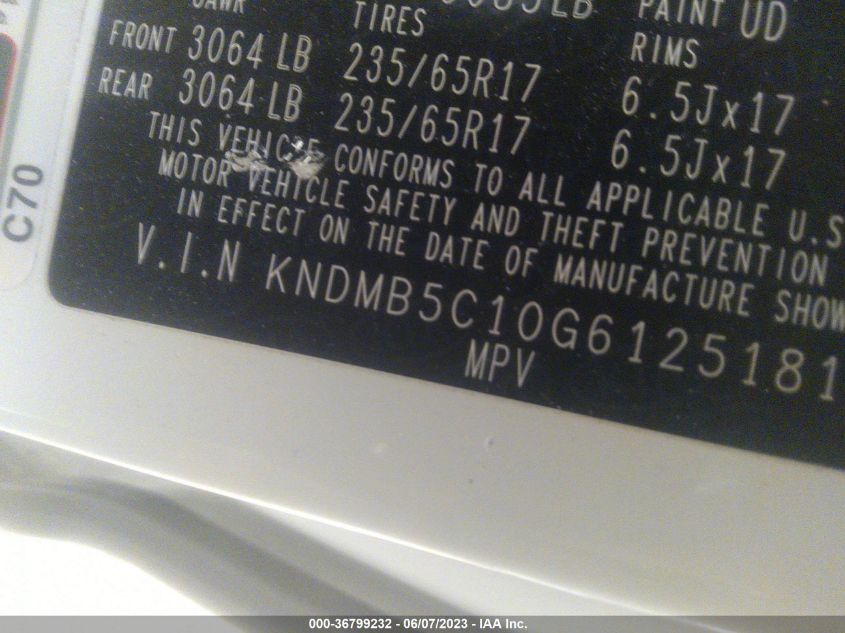 TIRES
PAINT UD
RIMS
FRONT 3064 LB 235/65R17 6.5Jx17
REAR 3064 LB 235/65R17 6.5Jx17
THIS VEHICLE CONFORMS TO ALL APPLICABLE U.S
MOTOR VEHICLE SAFETY AND THEFT PREVENTION
IN EFFECT ON THE DATE OF MANUFACTURE SHOW
V.I.N KNDMB5C10G6125181
MPV
C70
000-36799232 - 06/07/2023 - IAA Inc.